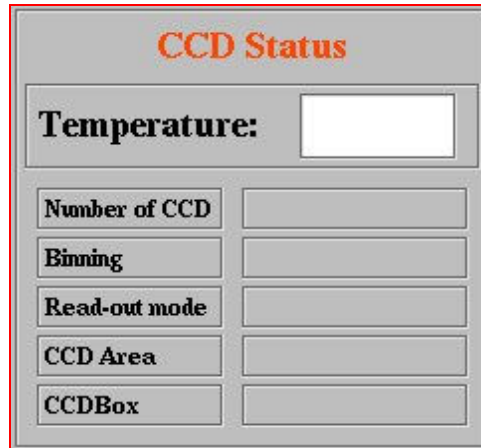 CCD Status
Temperature:
Number of CCD
Binning
Read-out mode
CCD Area
CCDBox